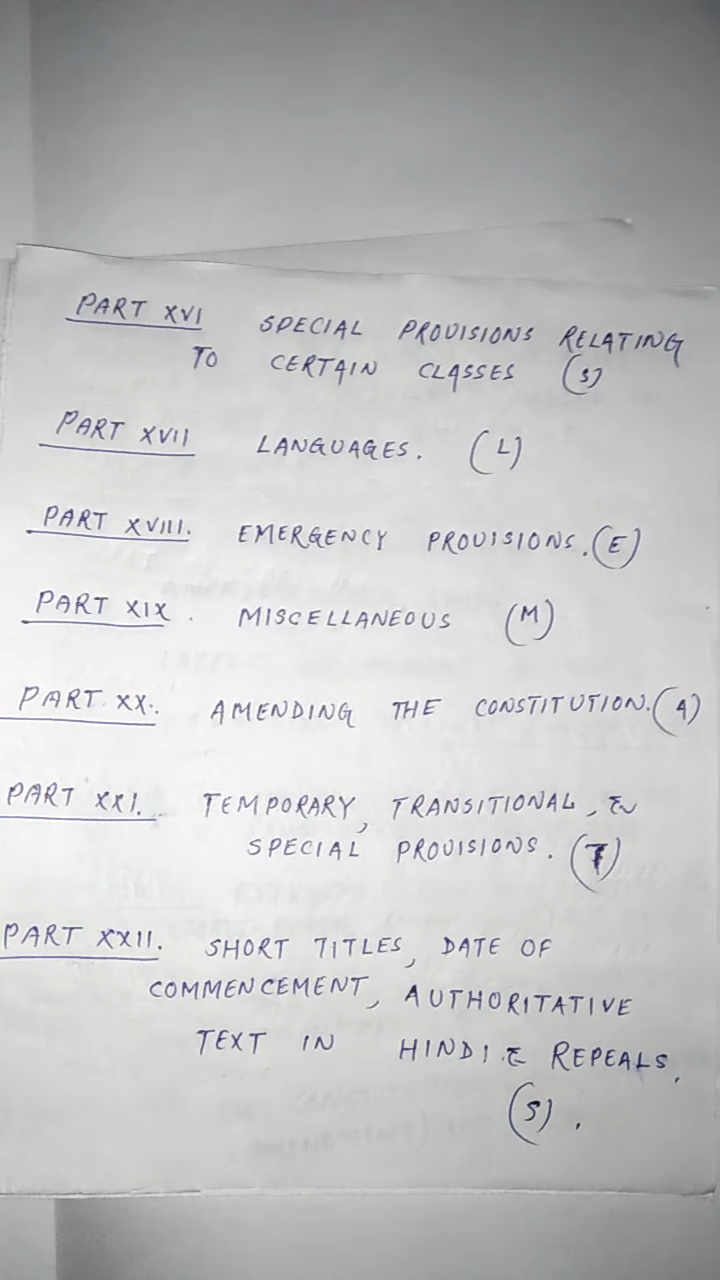 PART XVI SPECIAL PROVISIONS RELATING
TO CERTAIN CLASSES (S)
PART XVII LANGUAGES. (L)
PART XVIII. EMERGENCY PROVISIONS. (E)
PART XIX. MISCELLANEOUS (M)
PART XX. AMENDING THE CONSTITUTION. (A)
PART XXI. TEMPORARY, TRANSITIONAL, &
SPECIAL PROVISIONS. (T)
PART XXII. SHORT TITLES, DATE OF
COMMENCEMENT, AUTHORITATIVE
TEXT IN HINDI & REPEALS.
(S).